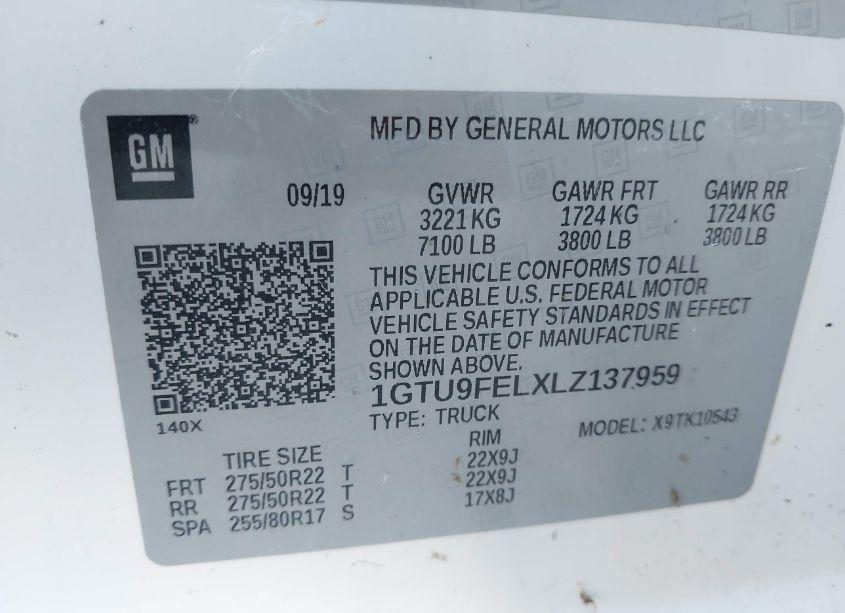 GM®
MFD BY GENERAL MOTORS LLC
09/19 GVWR GAWR FRT GAWR RR
3221 KG 1724 KG 1724 KG
7100 LB 3800 LB 3800 LB
THIS VEHICLE CONFORMS TO ALL
APPLICABLE U.S. FEDERAL MOTOR
VEHICLE SAFETY STANDARDS IN EFFECT
ON THE DATE OF MANUFACTURE
SHOWN ABOVE.
1GTU9FELXLZ137959
140X
TYPE: TRUCK MODEL: X9TK10543
TIRE SIZE RIM
FRT 275/50R22 T 22X9J
RR 275/50R22 T 22X9J
SPA 255/80R17 S 17X8J